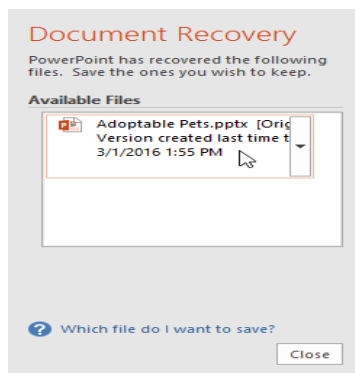 Document Recovery
PowerPoint has recovered the following
files. Save the ones you wish to keep.
Available Files
Adoptable Pets.pptx [Orig
Version created last time t
3/1/2016 1:55 PM
Which file do I want to save?
Close